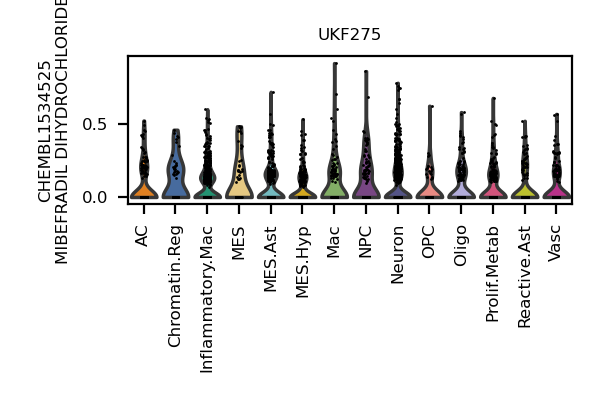 UKF275
CHEMBL1534525
MIBEFRADIL DIHYDROCHLORIDE
0.5
0.0
AC
Chromatin.Reg
Inflammatory.Mac
MES
MES.Ast
MES.Hyp
Mac
NPC
Neuron
OPC
Oligo
Prolif.Metab
Reactive.Ast
Vasc